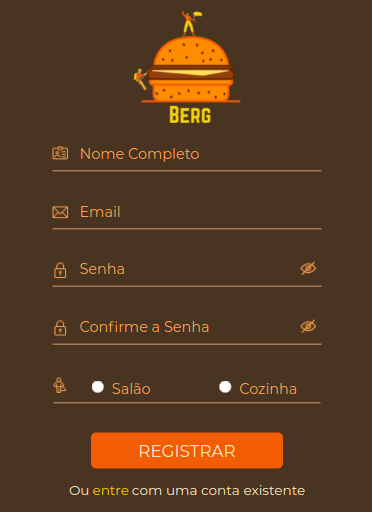 BERG
Nome Completo
Email
Senha
Confirme a Senha
Salão Cozinha
REGISTRAR
Ou entre com uma conta existente